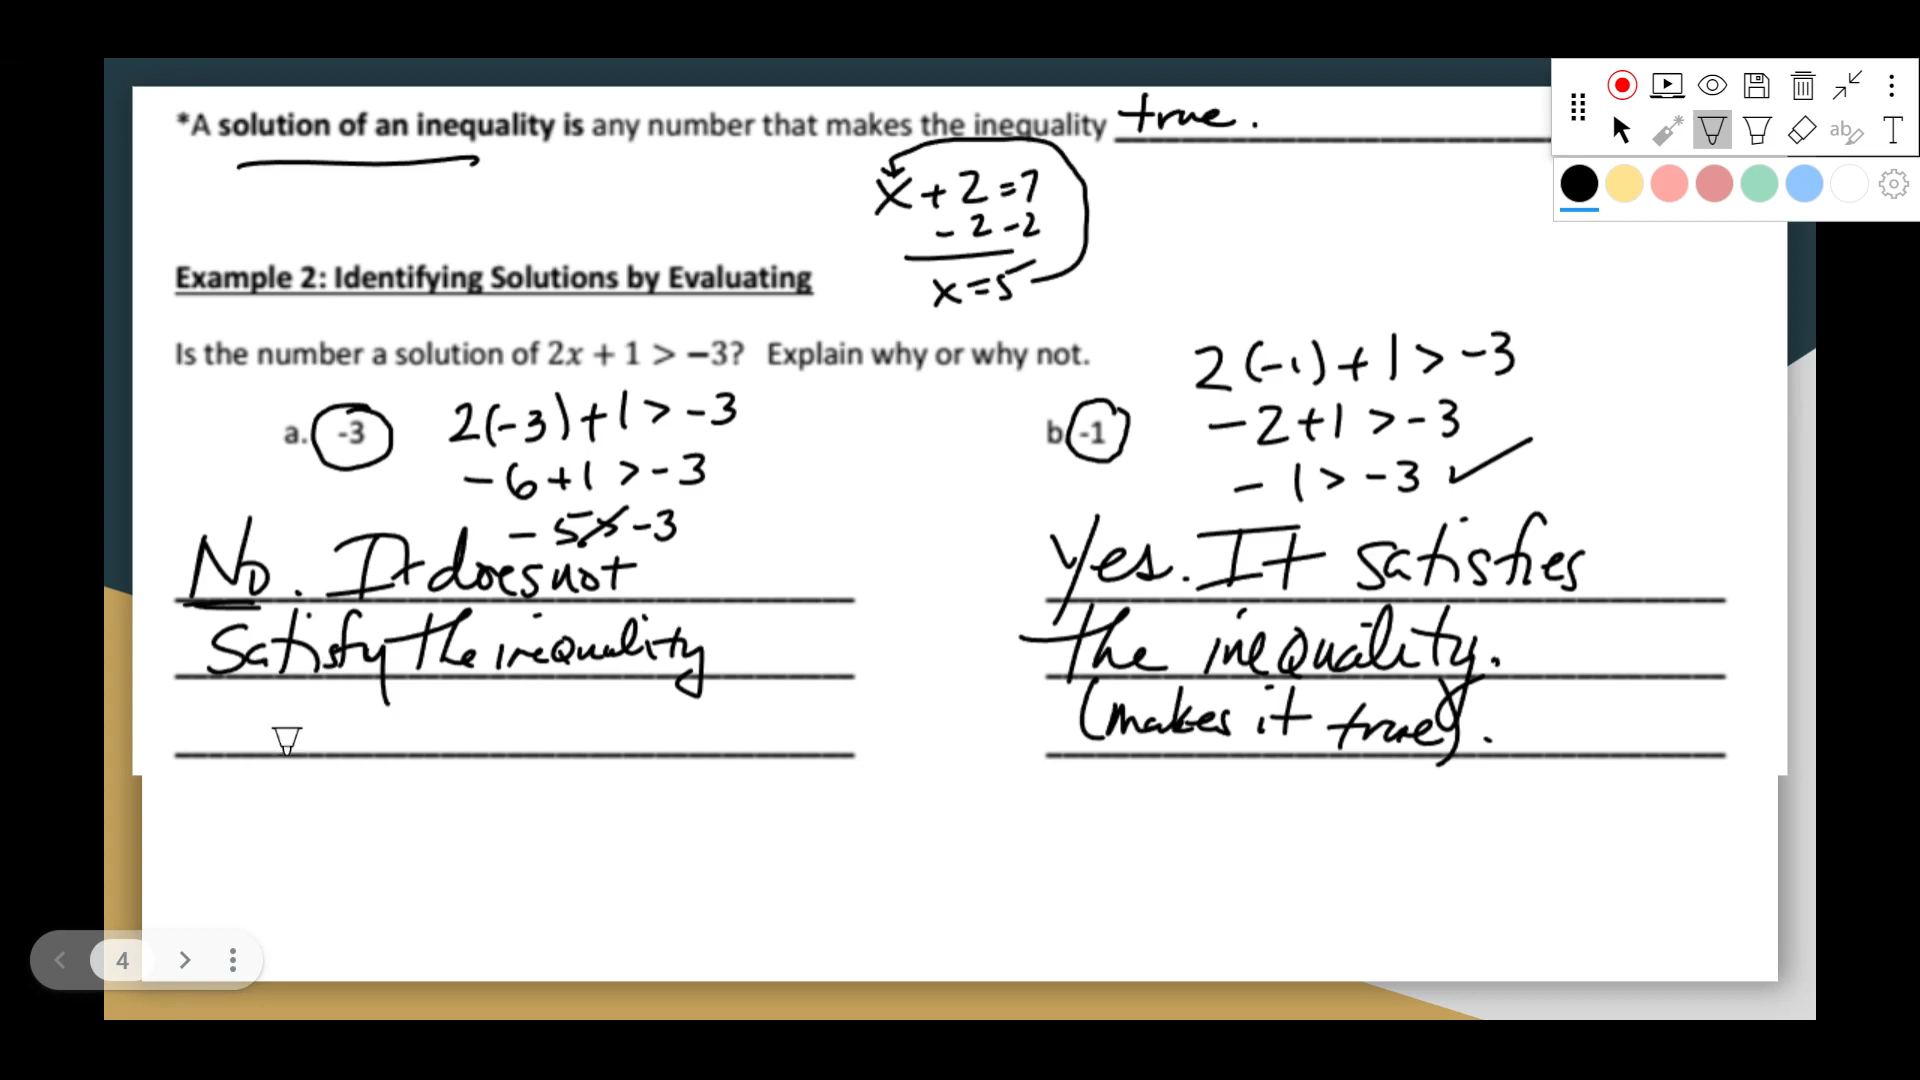 *A solution of an inequality is any number that makes the inequality true.
x + 2 = 7
- 2 - 2
x = 5
Example 2: Identifying Solutions by Evaluating
Is the number a solution of 2x + 1 > −3? Explain why or why not.
a. -3
2(-3) + 1 > -3
-6 + 1 > -3
-5 > -3
No. It does not
satisfy the inequality
b. -1
2(-1) + 1 > -3
-2 + 1 > -3
-1 > -3 ✓
Yes. It satisfies
the inequality.
(makes it true).
ab
T
4